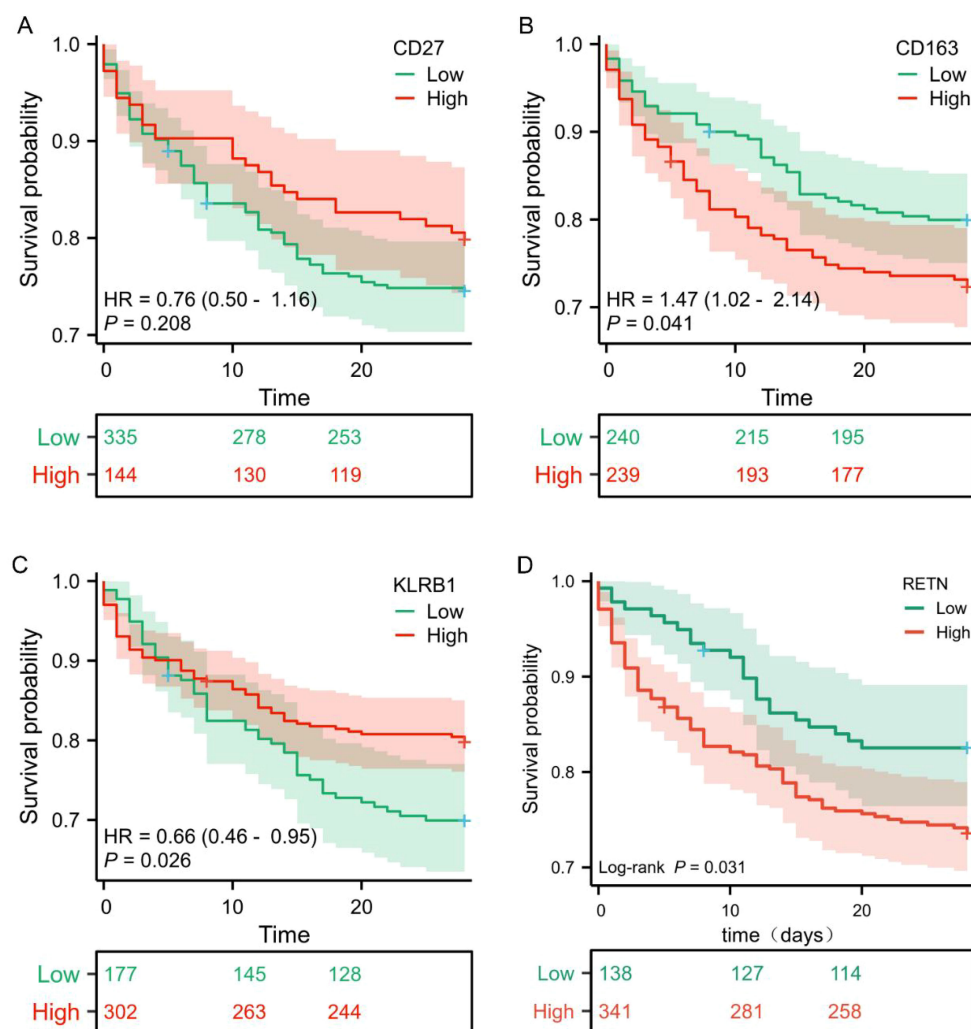 A
CD27
Low
High
Survival probability
1.0
0.9
0.8
0.7
HR = 0.76 (0.50 - 1.16)
P = 0.208
0 10 20
Time
Low 335 278 253
High 144 130 119
B
CD163
Low
High
Survival probability
1.0
0.9
0.8
0.7
HR = 1.47 (1.02 - 2.14)
P = 0.041
0 10 20
Time
Low 240 215 195
High 239 193 177
C
KLRB1
Low
High
Survival probability
1.0
0.9
0.8
0.7
HR = 0.66 (0.46 - 0.95)
P = 0.026
0 10 20
Time
Low 177 145 128
High 302 263 244
D
RETN
Low
High
Survival probability
1.0
0.9
0.8
0.7
Log-rank P = 0.031
0 10 20
time（days）
Low 138 127 114
High 341 281 258